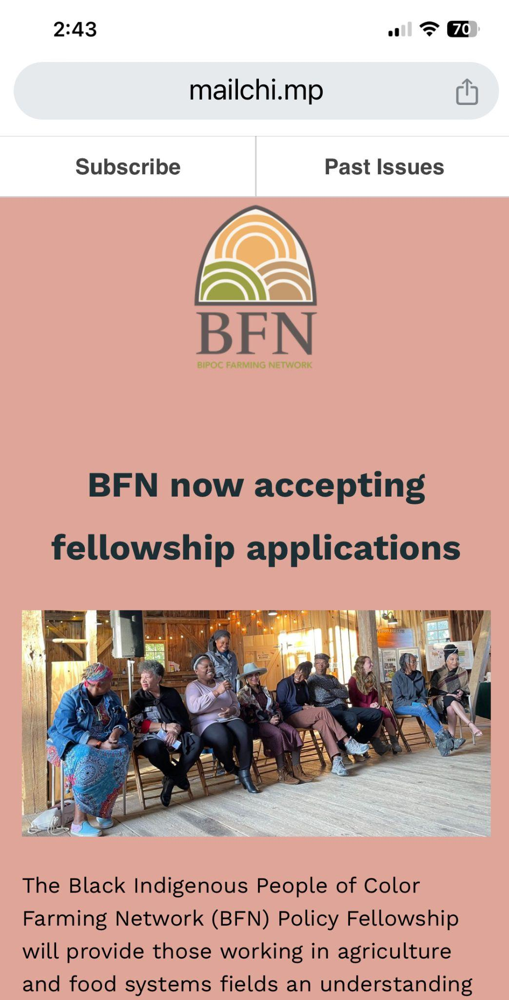 2:43
70
mailchi.mp
Subscribe
Past Issues
BFN
BIPOC FARMING NETWORK
BFN now accepting
fellowship applications
The Black Indigenous People of Color
Farming Network (BFN) Policy Fellowship
will provide those working in agriculture
and food systems fields an understanding